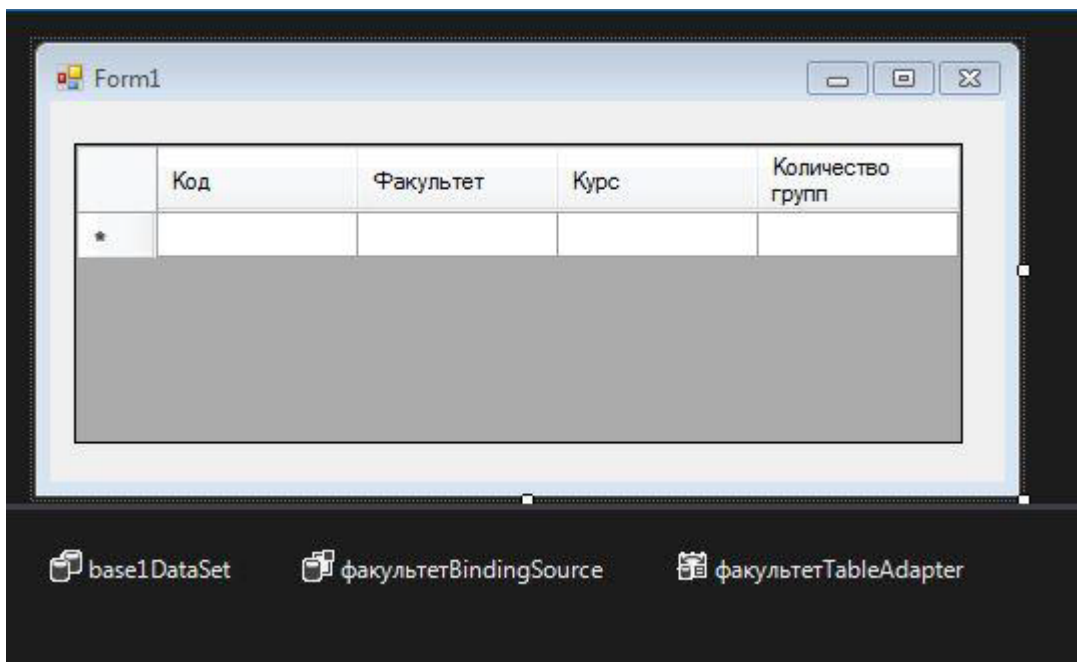 Form1
Код Факультет Курс Количество групп
*
base1DataSet факультетBindingSource факультетTableAdapter